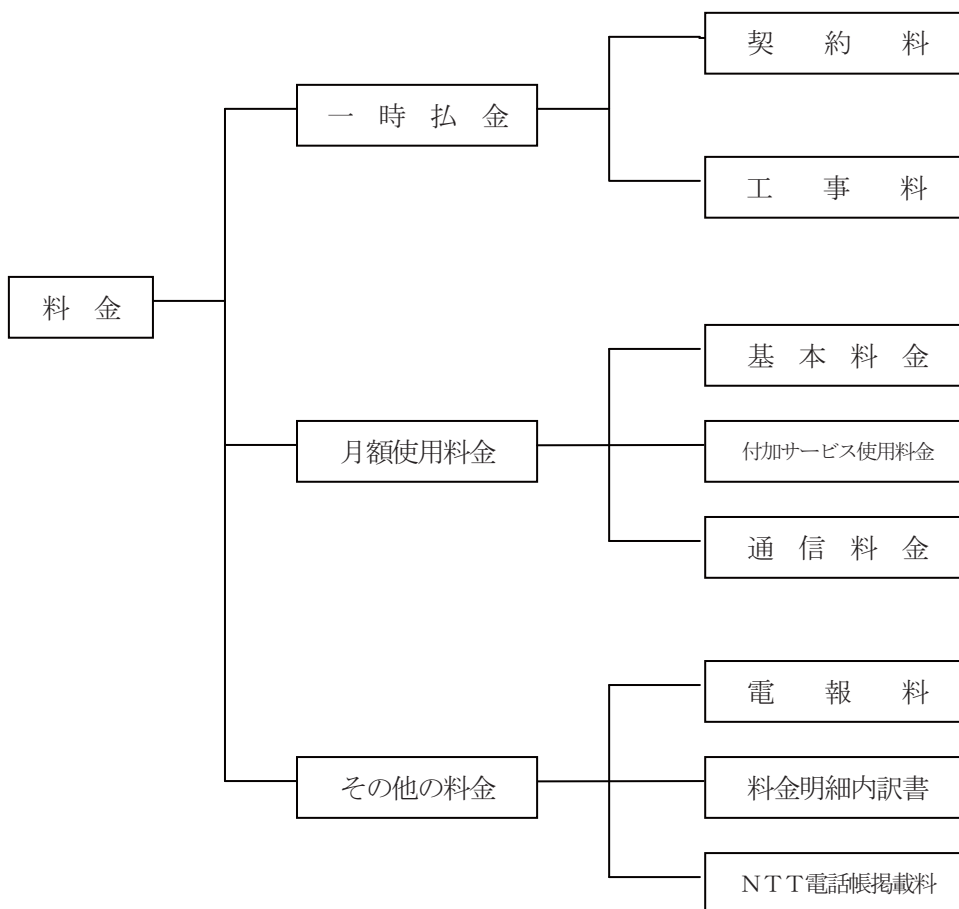 契約料
一時払金
工事料
料金
基本料金
月額使用料金
付加サービス使用料金
通信料金
電報料
その他の料金
料金明細内訳書
ＮＴＴ電話帳掲載料